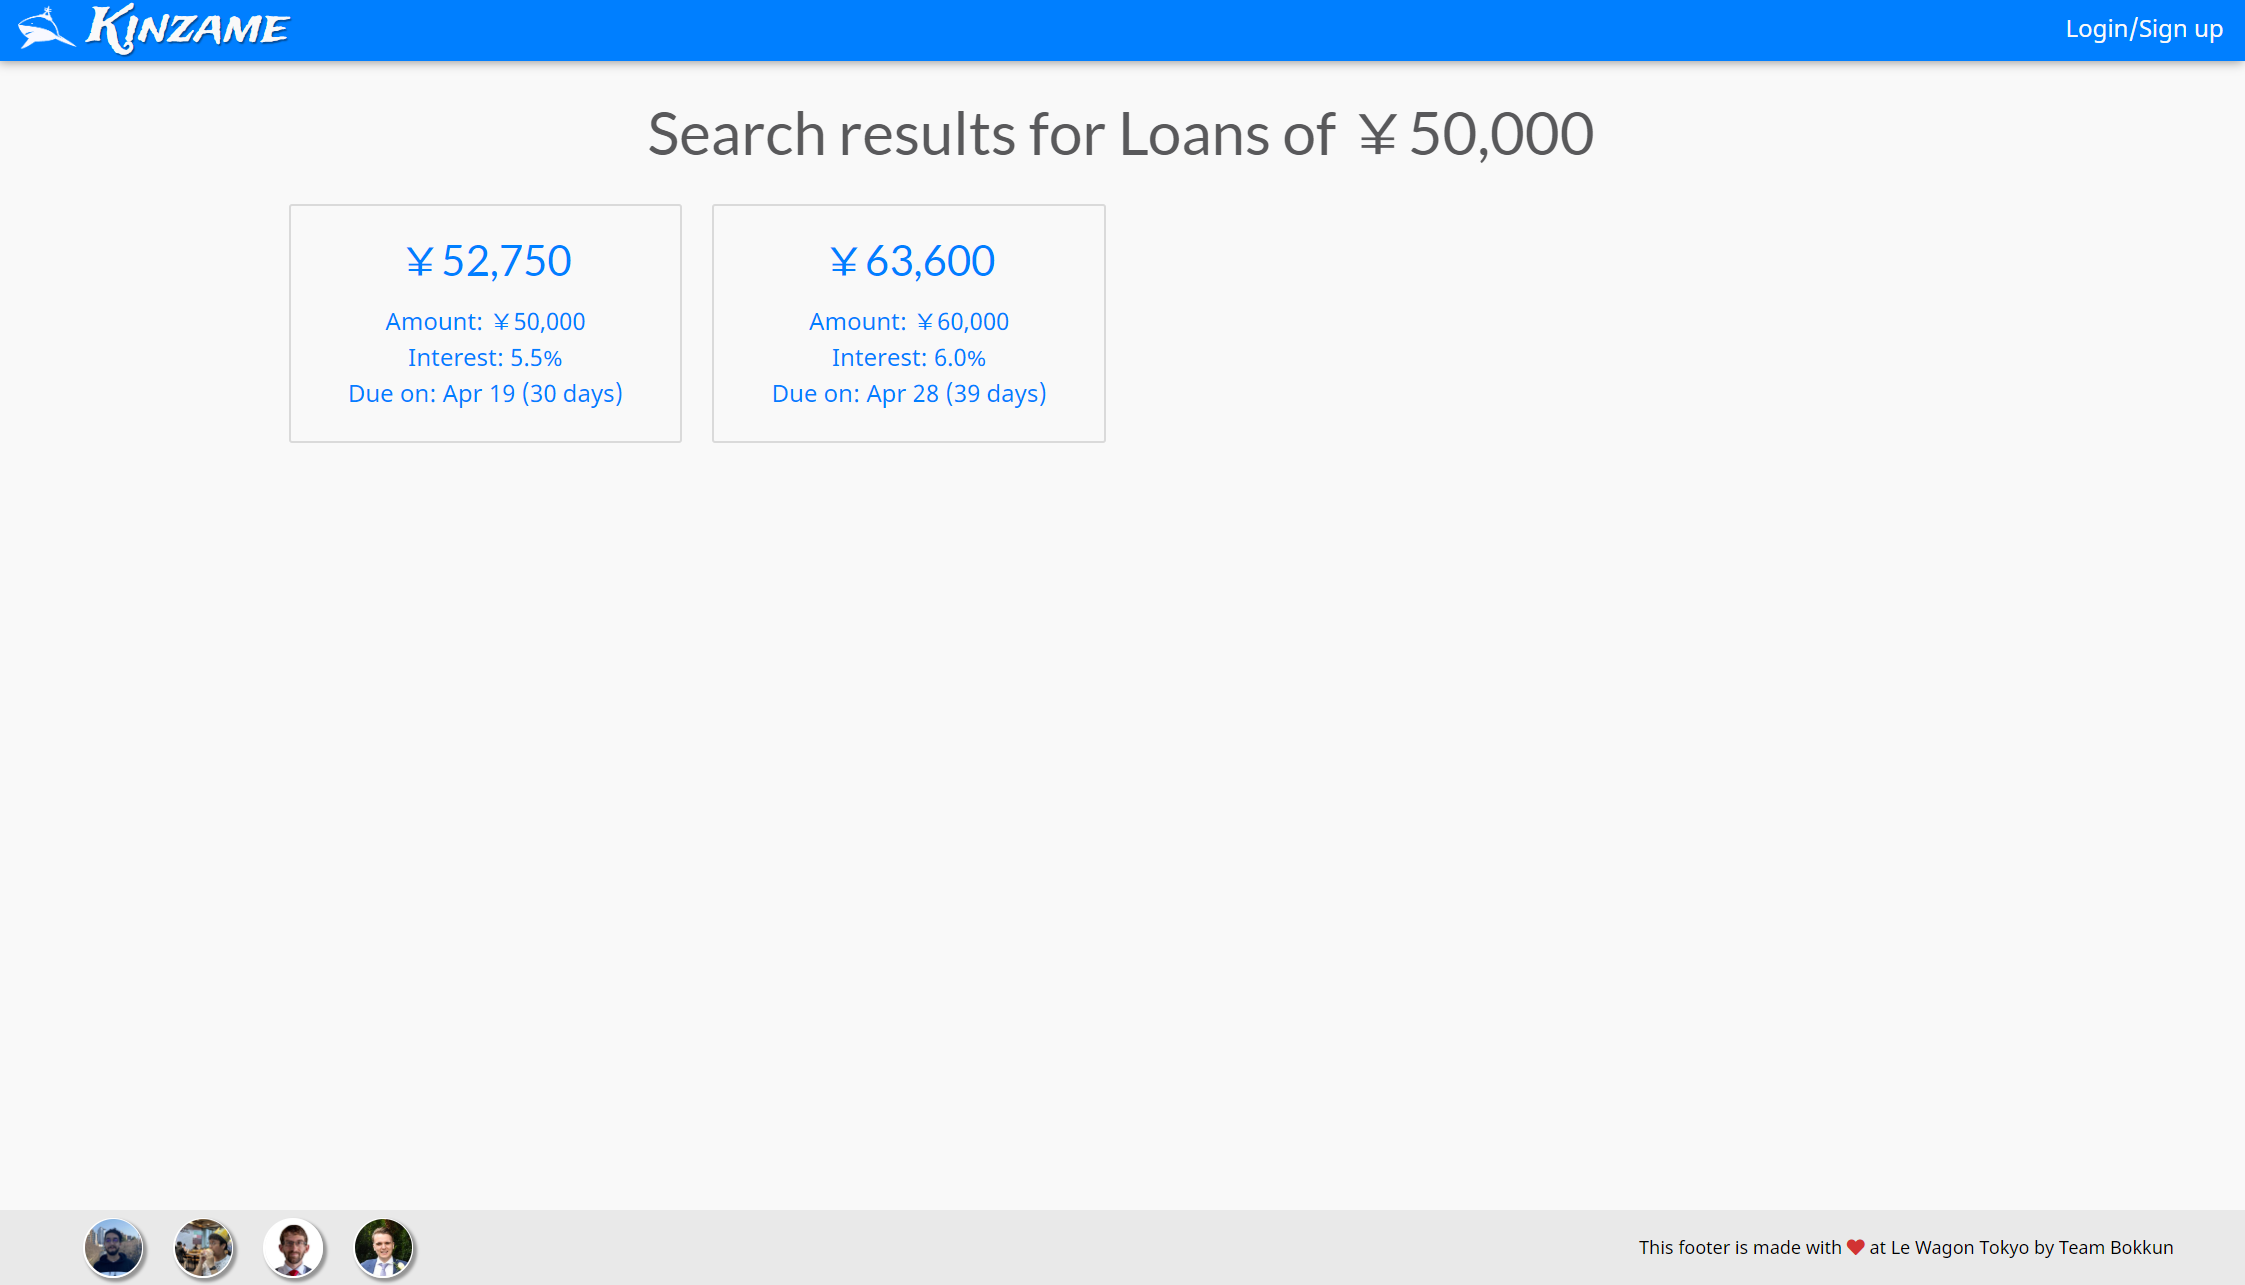 KINZAME
Login/Sign up
Search results for Loans of ￥50,000
￥52,750
Amount: ￥50,000
Interest: 5.5%
Due on: Apr 19 (30 days)
￥63,600
Amount: ￥60,000
Interest: 6.0%
Due on: Apr 28 (39 days)
This footer is made with ❤ at Le Wagon Tokyo by Team Bokkun